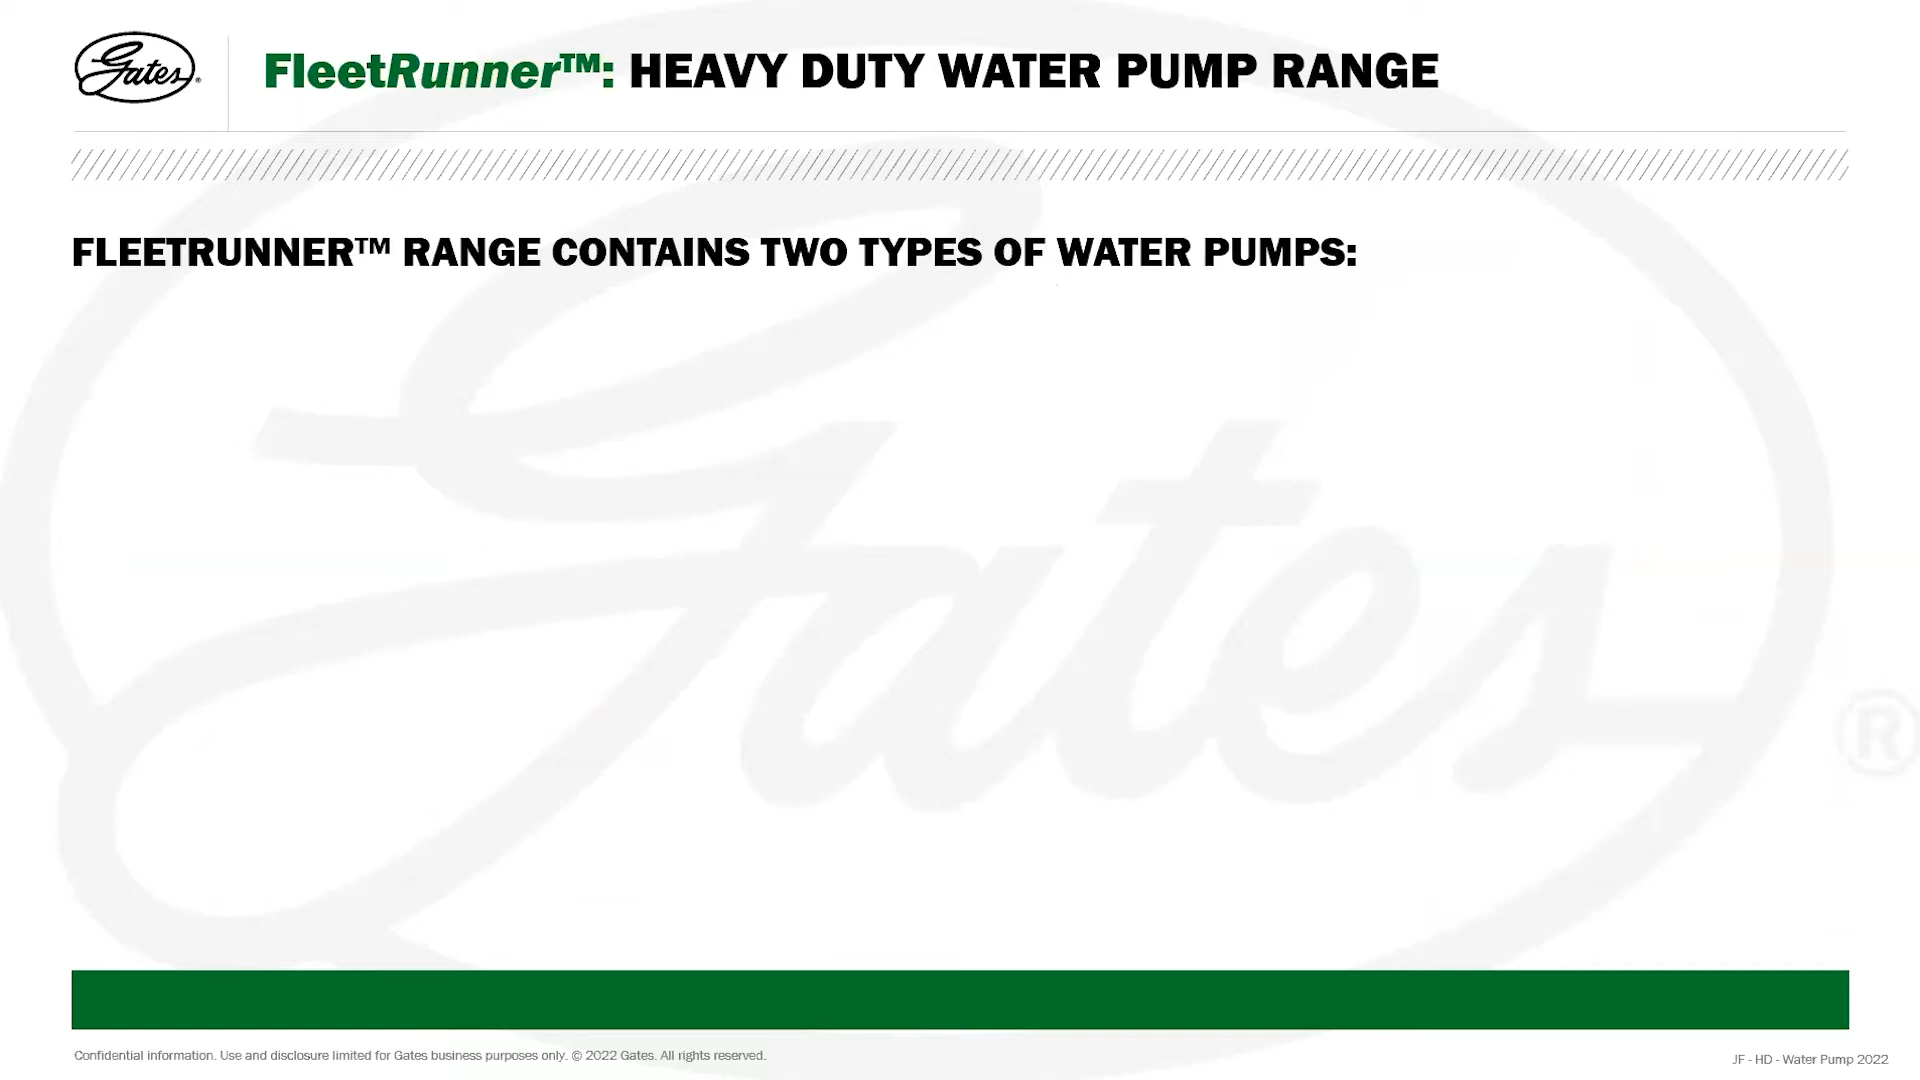 Gates®
FleetRunner™: HEAVY DUTY WATER PUMP RANGE
FLEETRUNNER™ RANGE CONTAINS TWO TYPES OF WATER PUMPS:
Gates®
Confidential information. Use and disclosure limited for Gates business purposes only. © 2022 Gates. All rights reserved.
JF - HD - Water Pump 2022